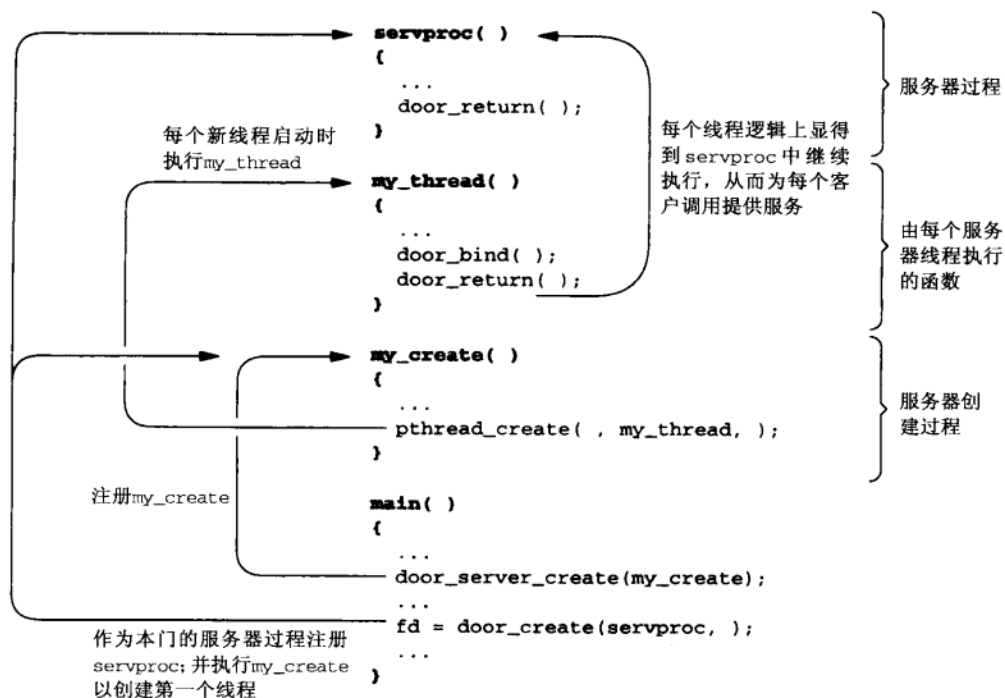 servproc( )
{
...
door_return( );
}
服务器过程
每个新线程启动时
执行my_thread
每个线程逻辑上显得
到servproc中继续
执行，从而为每个客
户调用提供服务
my_thread( )
{
...
door_bind( );
door_return( );
}
由每个服务
器线程执行
的函数
my_create( )
{
...
pthread_create( , my_thread, );
}
服务器创
建过程
注册my_create
main( )
{
...
door_server_create(my_create);
...
fd = door_create(servproc, );
...
}
作为本门的服务器过程注册
servproc；并执行my_create
以创建第一个线程